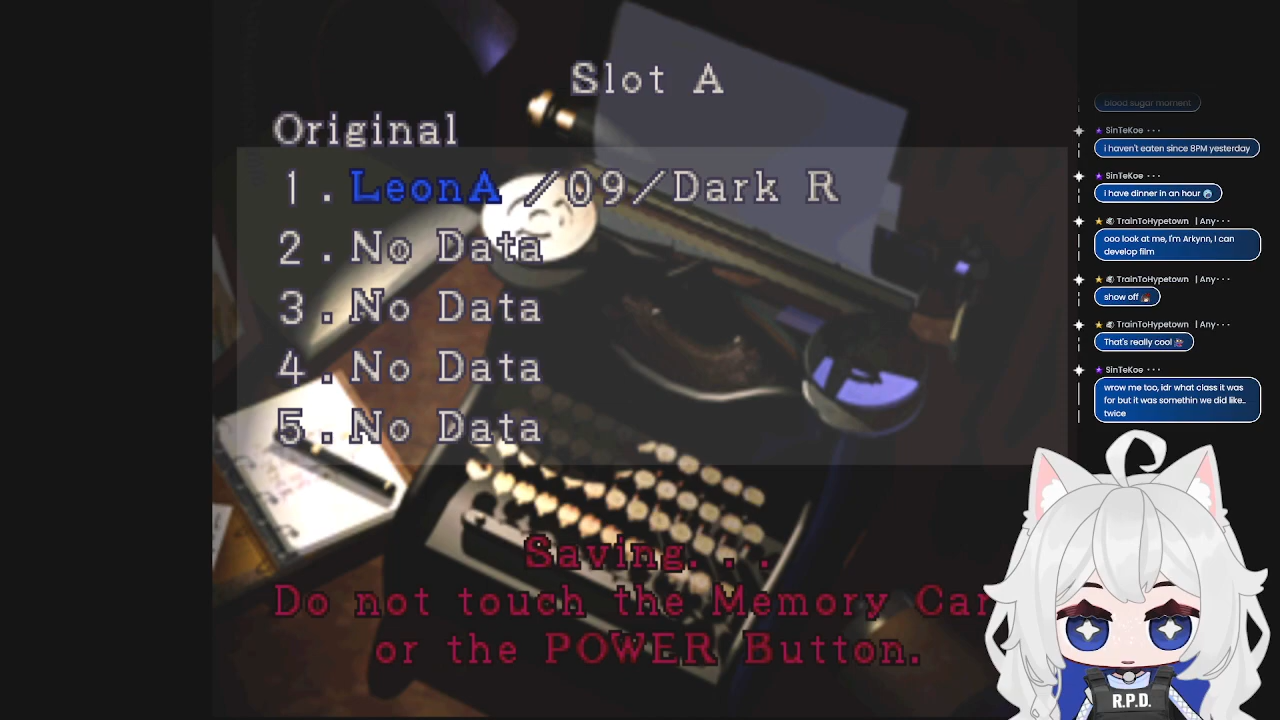 Slot A
Original
1. LeonA /09/Dark R
2. No Data
3. No Data
4. No Data
5. No Data
Saving...
Do not touch the Memory Car
or the POWER Button.
blood sugar moment
SinTeKoe ···
i haven't eaten since 8PM yesterday
SinTeKoe ···
i have dinner in an hour
TrainToHypetown | Any···
ooo look at me, I'm Arkynn, I can
develop film
TrainToHypetown | Any···
show off
TrainToHypetown | Any···
That's really cool
SinTeKoe ···
wrow me too, idr what class it was
for but it was somethin we did like..
twice
R.P.D.